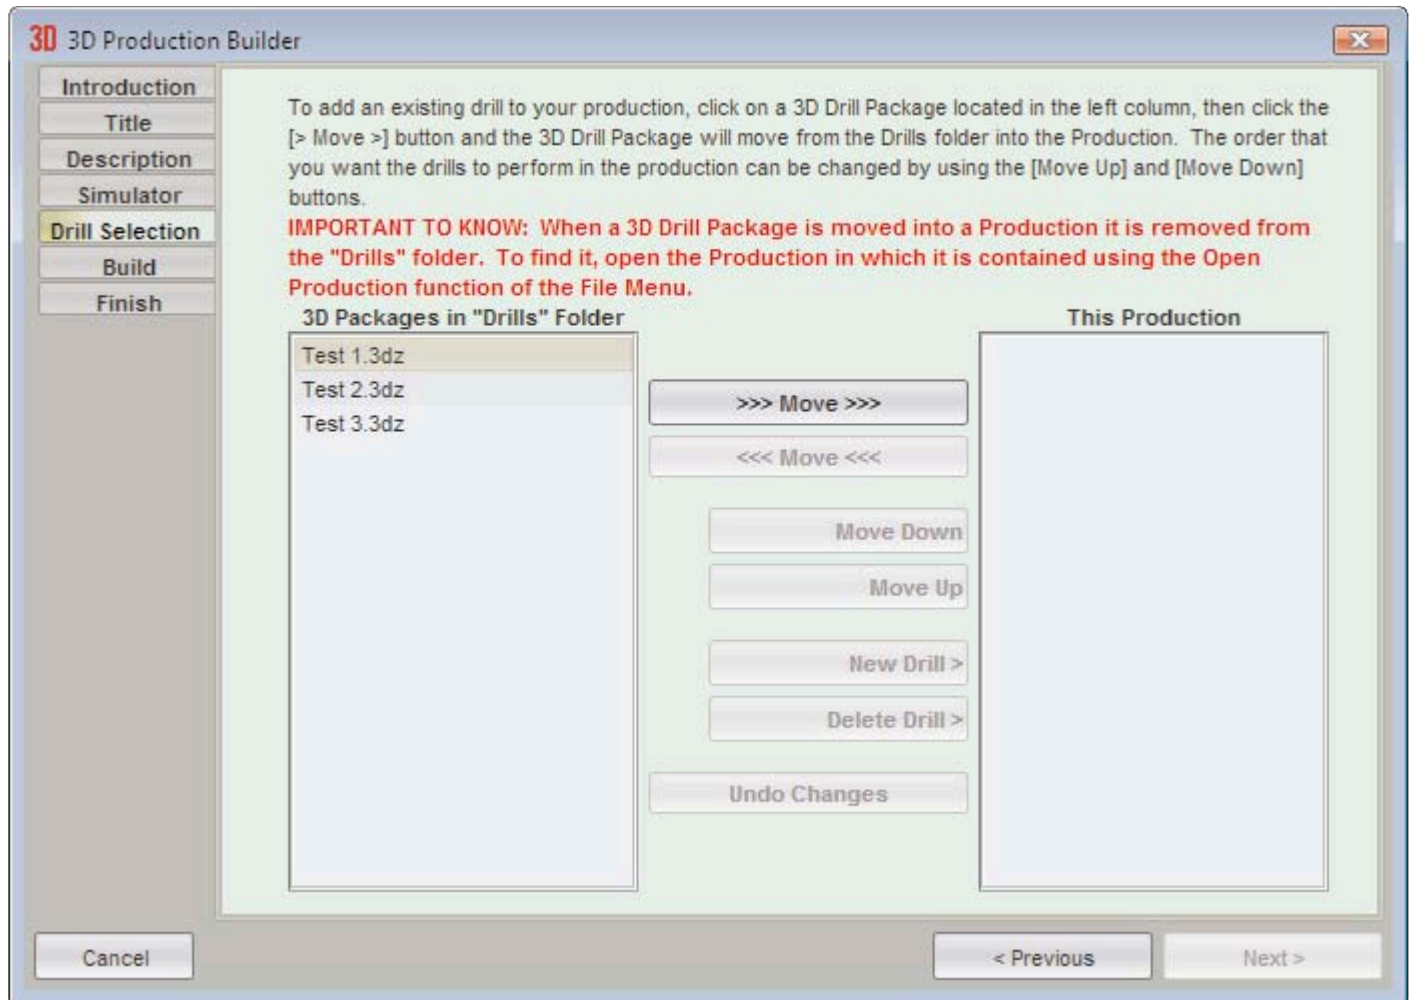 3D 3D Production Builder
Introduction
Title
Description
Simulator
Drill Selection
Build
Finish
To add an existing drill to your production, click on a 3D Drill Package located in the left column, then click the
[> Move >] button and the 3D Drill Package will move from the Drills folder into the Production. The order that
you want the drills to perform in the production can be changed by using the [Move Up] and [Move Down]
buttons.
IMPORTANT TO KNOW: When a 3D Drill Package is moved into a Production it is removed from
the "Drills" folder. To find it, open the Production in which it is contained using the Open
Production function of the File Menu.
3D Packages in "Drills" Folder
Test 1.3dz
Test 2.3dz
Test 3.3dz
>>> Move >>>
<<< Move <<<
Move Down
Move Up
New Drill >
Delete Drill >
Undo Changes
This Production
Cancel
< Previous
Next >